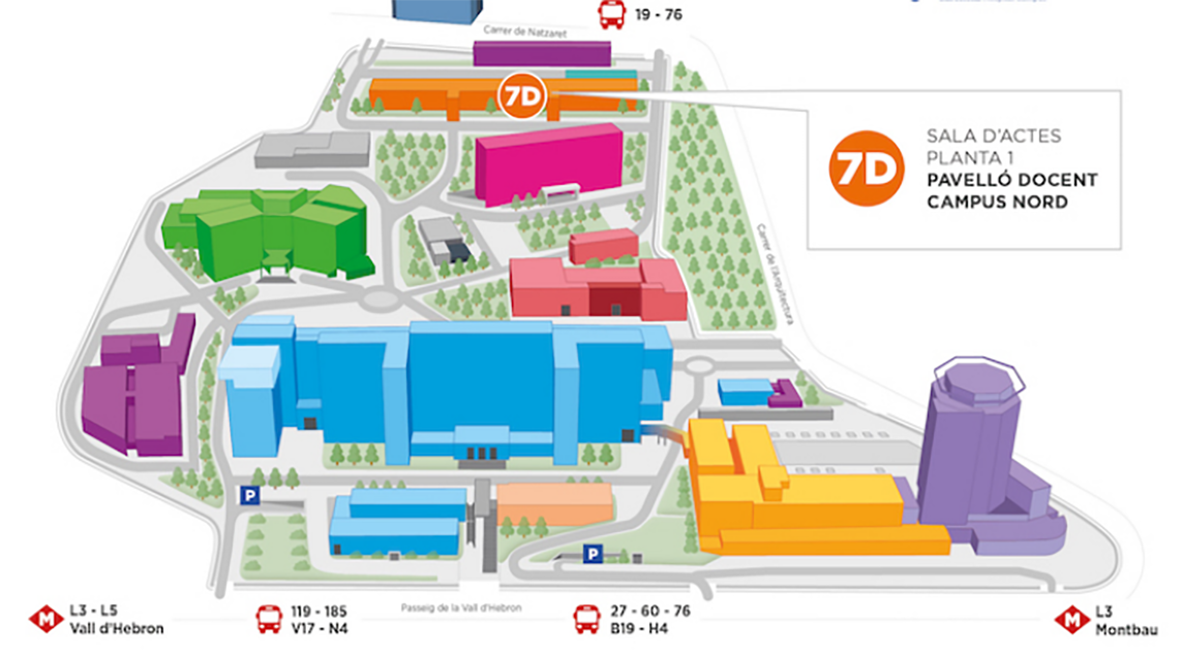 19 - 76
Carrer de Natzaret
7D
7D
SALA D'ACTES
PLANTA 1
PAVELLÓ DOCENT
CAMPUS NORD
Carrer de l'Arquitectura
P
P
M
L3 - L5
Vall d'Hebron
119 - 185
V17 - N4
Passeig de la Vall d'Hebron
27 - 60 - 76
B19 - H4
M
L3
Montbau